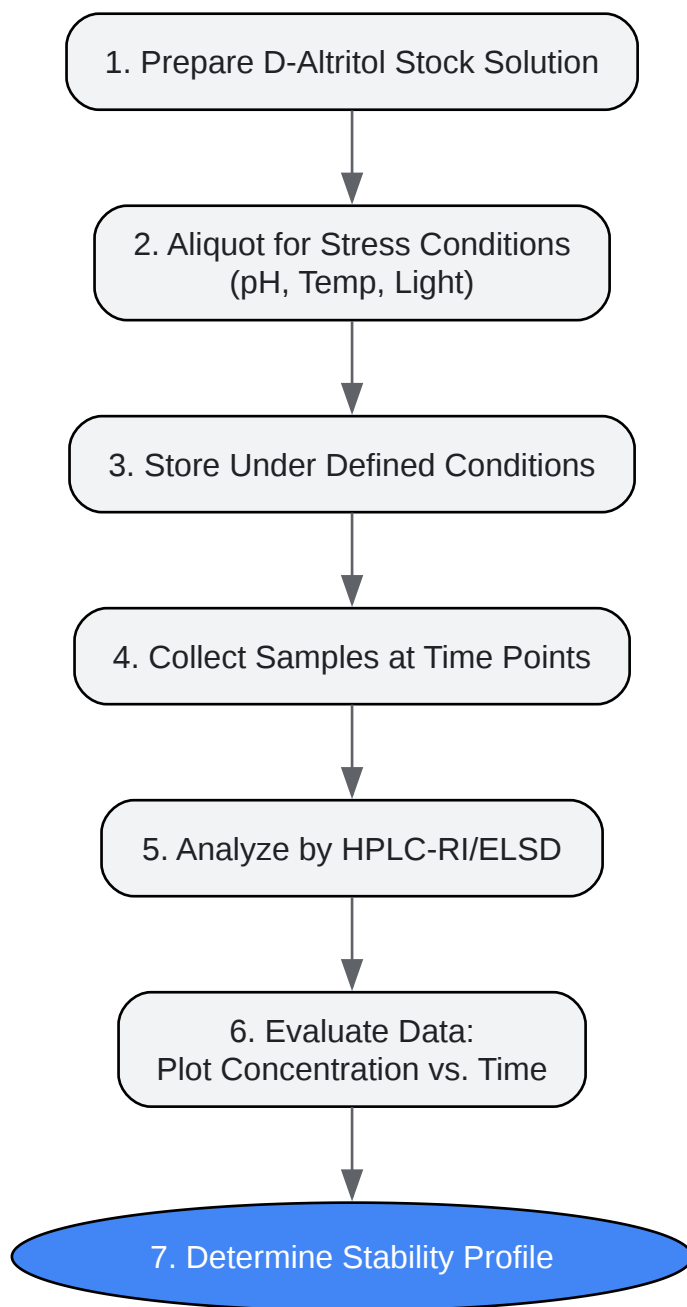 1. Prepare D-Altritol Stock Solution
2. Aliquot for Stress Conditions
(pH, Temp, Light)
3. Store Under Defined Conditions
4. Collect Samples at Time Points
5. Analyze by HPLC-RI/ELSD
6. Evaluate Data:
Plot Concentration vs. Time
7. Determine Stability Profile